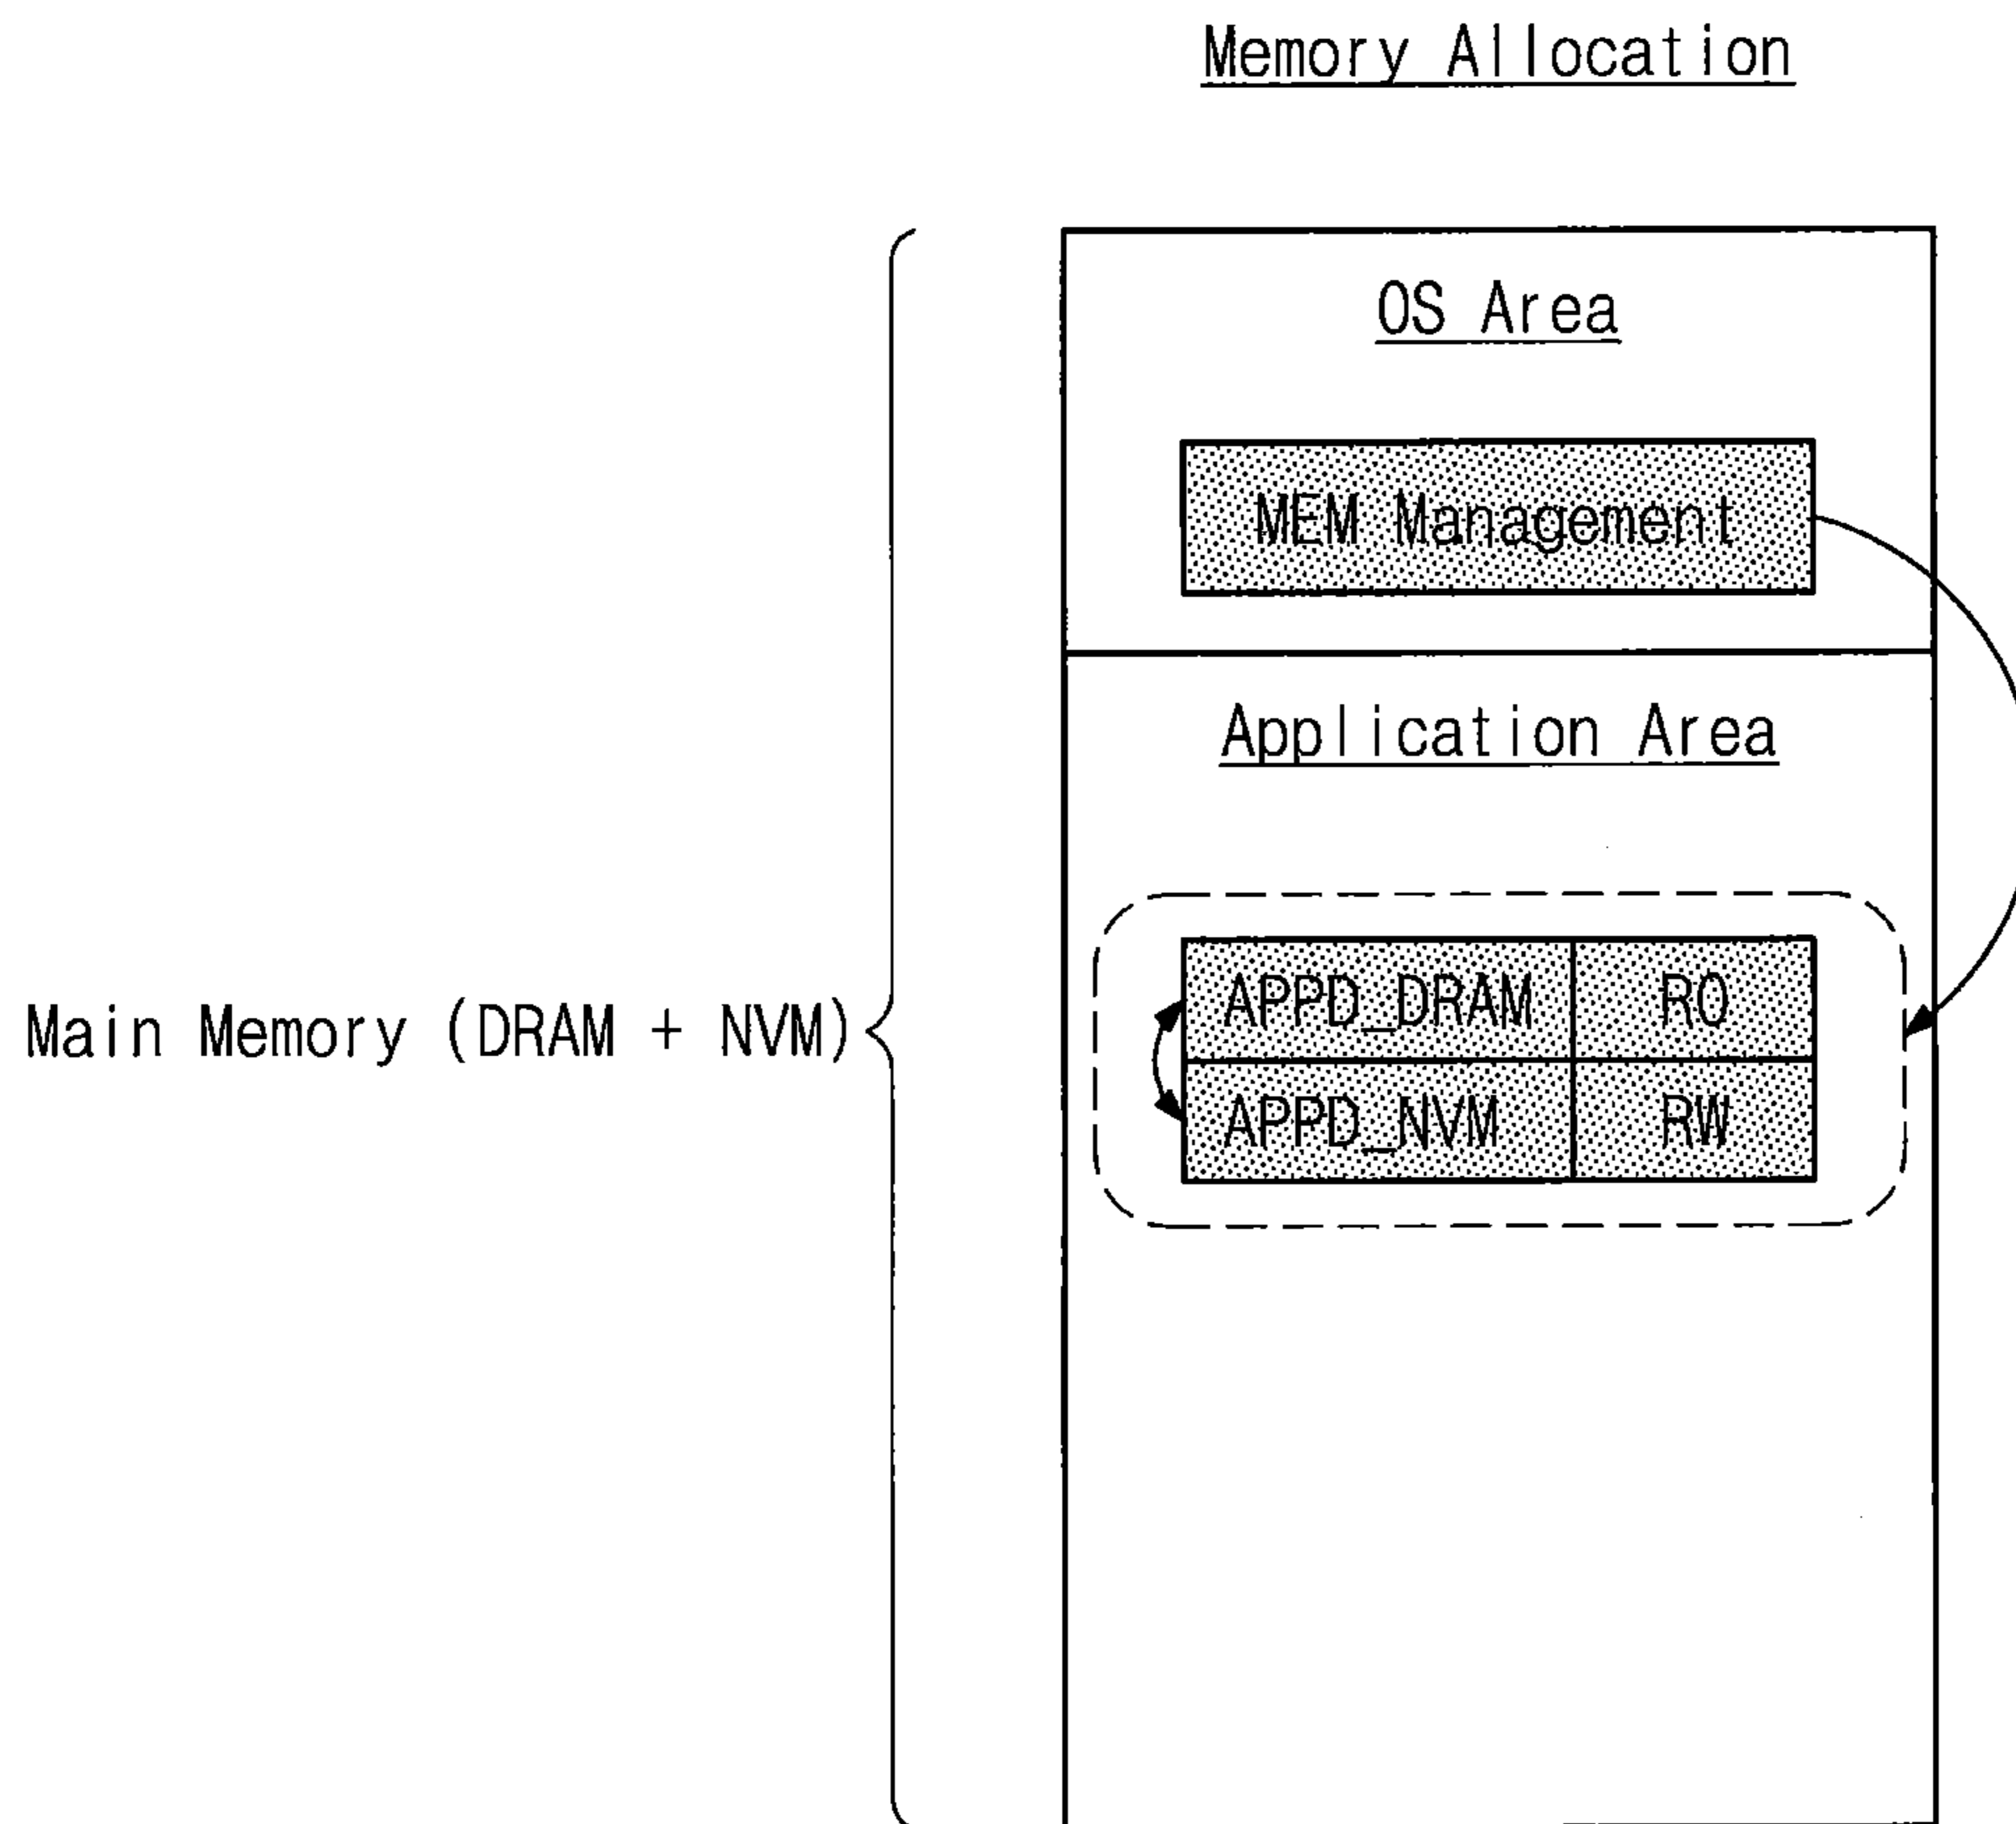 Memory Allocation
OS Area
MEM Management
Application Area
Main Memory (DRAM + NVM)
APPD_DRAM RO
APPD_NVM RW